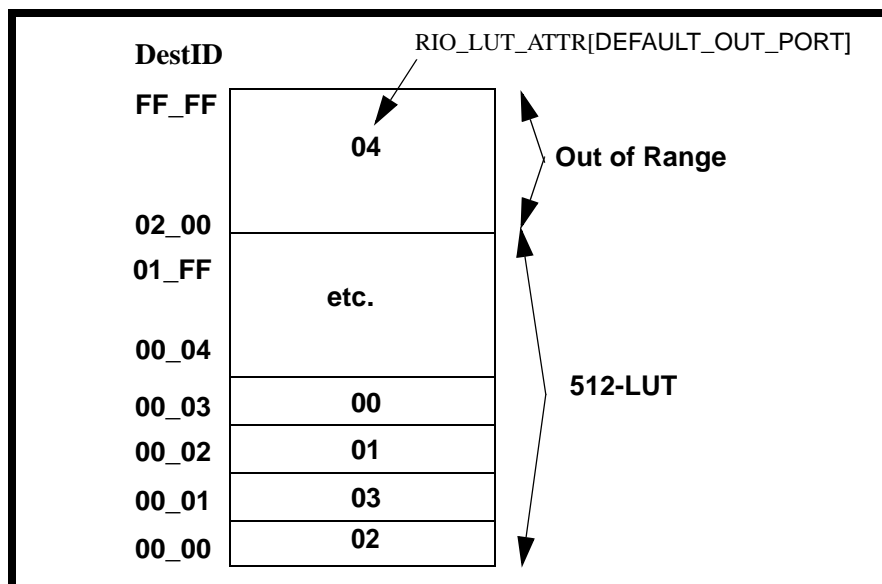 RIO_LUT_ATTR[DEFAULT_OUT_PORT]
DestID
FF_FF
04
Out of Range
02_00
01_FF
etc.
00_04
512-LUT
00_03 00
00_02 01
00_01 03
00_00 02